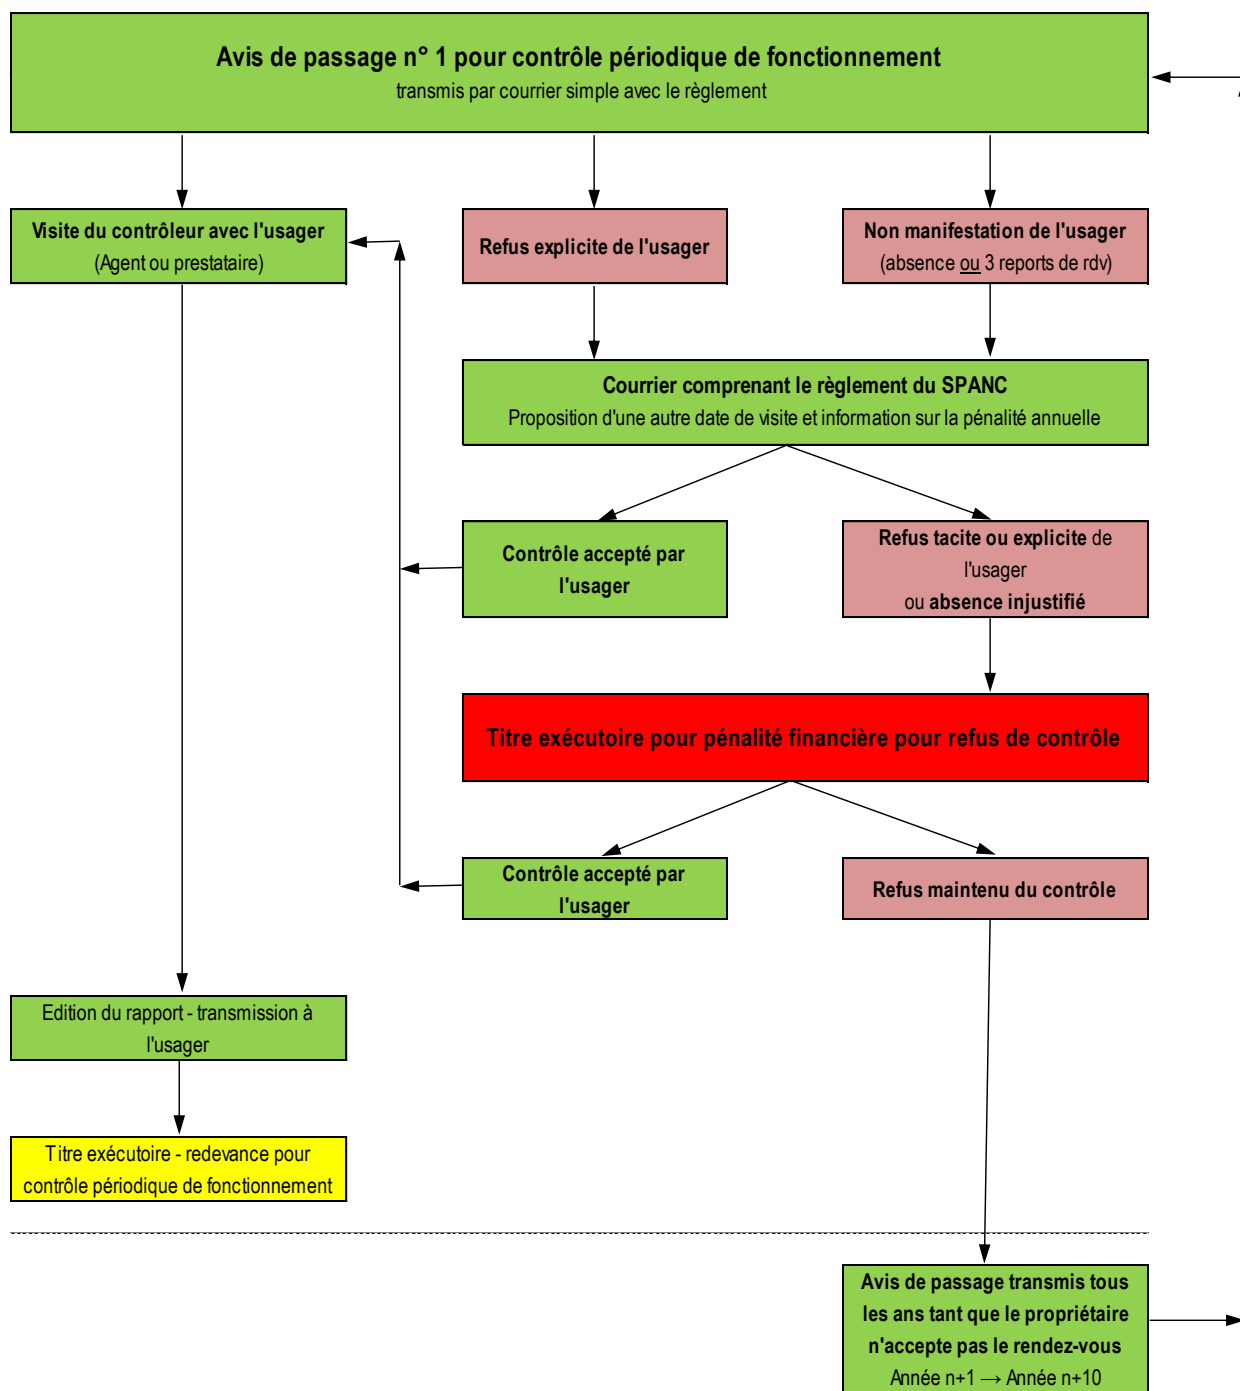 Avis de passage n° 1 pour contrôle périodique de fonctionnement
transmis par courrier simple avec le règlement
Visite du contrôleur avec l'usager
(Agent ou prestataire)
Refus explicite de l'usager
Non manifestation de l'usager
(absence ou 3 reports de rdv)
Courrier comprenant le règlement du SPANC
Proposition d'une autre date de visite et information sur la pénalité annuelle
Contrôle accepté par
l'usager
Refus tacite ou explicite de
l'usager
ou absence injustifié
Titre exécutoire pour pénalité financière pour refus de contrôle
Contrôle accepté par
l'usager
Refus maintenu du contrôle
Edition du rapport - transmission à
l'usager
Titre exécutoire - redevance pour
contrôle périodique de fonctionnement
Avis de passage transmis tous
les ans tant que le propriétaire
n'accepte pas le rendez-vous
Année n+1 → Année n+10